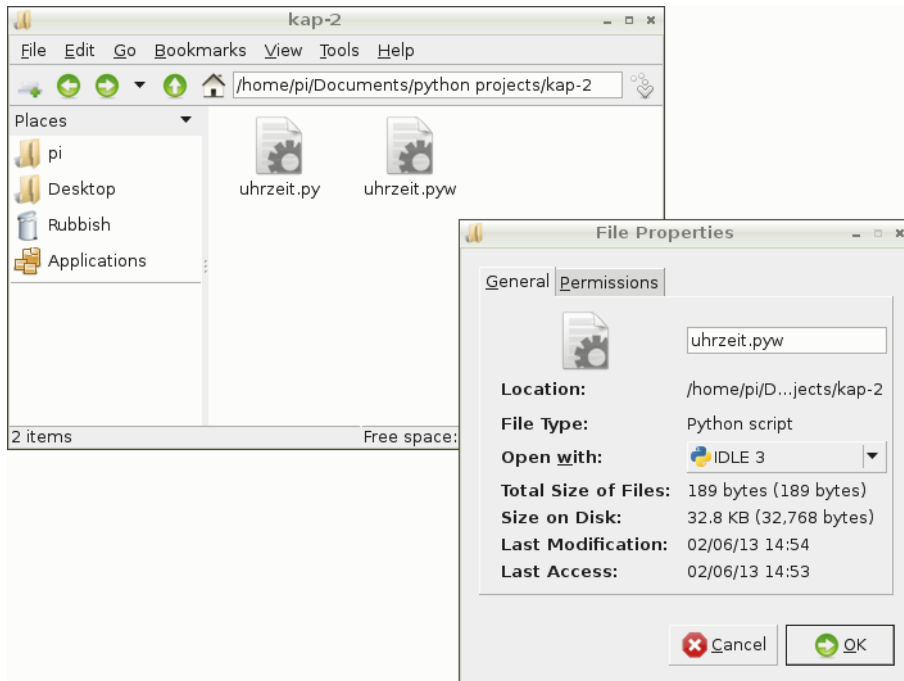 kap-2
File Edit Go Bookmarks View Tools Help
/home/pi/Documents/python projects/kap-2
Places
pi
Desktop
Rubbish
Applications
uhrzeit.py uhrzeit.pyw
2 items Free space:
File Properties
General Permissions
uhrzeit.pyw
Location: /home/pi/D...jects/kap-2
File Type: Python script
Open with: IDLE 3
Total Size of Files: 189 bytes (189 bytes)
Size on Disk: 32.8 KB (32,768 bytes)
Last Modification: 02/06/13 14:54
Last Access: 02/06/13 14:53
Cancel OK